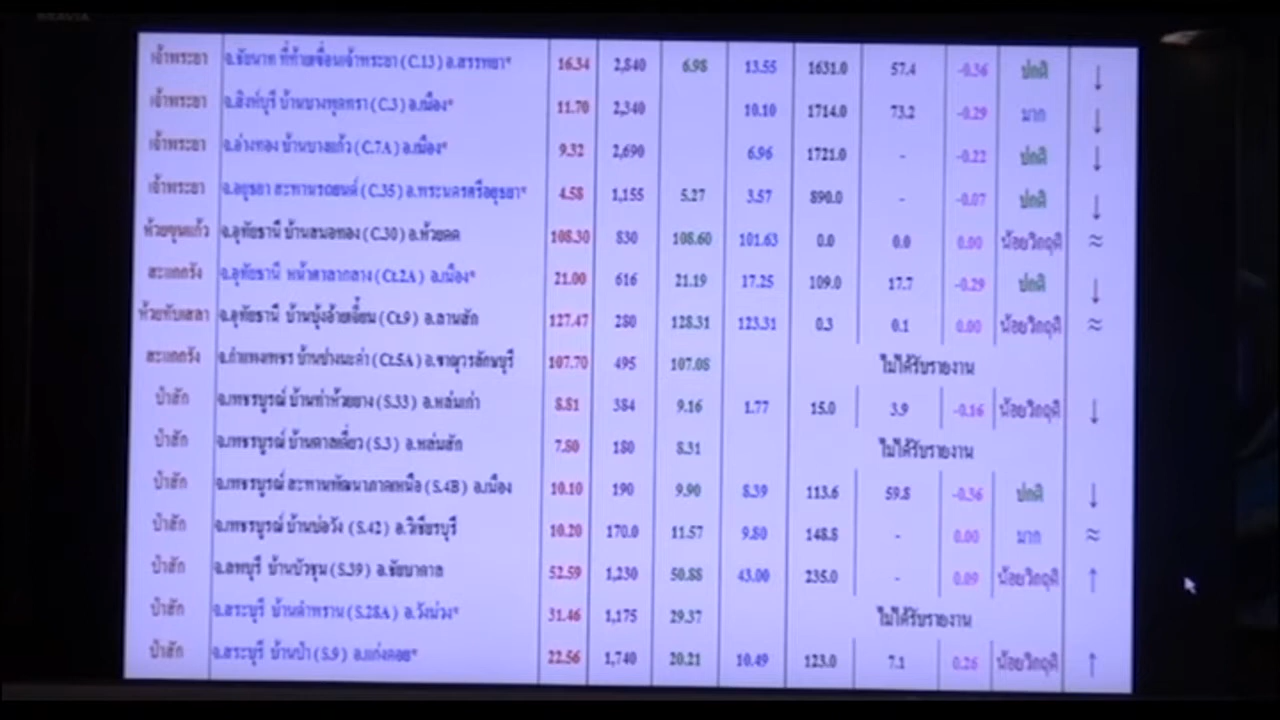 BRAVIA
เจ้าพระยา จ.ชัยนาท ที่ท้ายเขื่อนเจ้าพระยา (C.13) อ.สรรพยา* 16.34 2,840 6.98 13.55 1631.0 57.4 -0.36 ปกติ ↓
เจ้าพระยา จ.สิงห์บุรี บ้านบางพุดทรา (C.3) อ.เมือง* 11.70 2,340 10.10 1714.0 73.2 -0.29 มาก ↓
เจ้าพระยา จ.อ่างทอง บ้านบางแก้ว (C.7A) อ.เมือง* 9.32 2,690 6.96 1721.0 - -0.22 ปกติ ↓
เจ้าพระยา จ.อยุธยา สะพานรถยนต์ (C.35) อ.พระนครศรีอยุธยา* 4.58 1,155 5.27 3.57 890.0 - -0.07 ปกติ ↓
ห้วยขุนแก้ว จ.อุทัยธานี บ้านสมอทอง (C.30) อ.ห้วยคต 108.30 830 108.60 101.63 0.0 0.0 0.00 น้อยวิกฤติ ≈
สะแกกรัง จ.อุทัยธานี หน้าศาลากลาง (Ct.2A) อ.เมือง* 21.00 616 21.19 17.25 109.0 17.7 -0.29 ปกติ ↓
ห้วยทับเสลา จ.อุทัยธานี บ้านบุ้งอ้ายเจี้ยม (Ct.9) อ.ลานสัก 127.47 280 128.31 123.31 0.3 0.1 0.00 น้อยวิกฤติ ≈
สะแกกรัง จ.กำแพงเพชร (Ct.5A) อ.ขาณุวรลักษบุรี 107.70 495 107.08 ไม่ได้รับรายงาน
ป่าสัก จ.เพชรบูรณ์ บ้านท่าห้วยยาง (S.33) อ.หล่มเก่า 8.81 384 9.16 1.77 15.0 3.9 -0.16 น้อยวิกฤติ ↓
ป่าสัก จ.เพชรบูรณ์ บ้านตาลเดี่ยว (S.3) อ.หล่มสัก 7.80 180 8.31 ไม่ได้รับรายงาน
ป่าสัก จ.เพชรบูรณ์ สะพานพัฒนาภาคเหนือ (S.4B) อ.เมือง 10.10 190 9.90 8.39 113.6 59.8 -0.36 ปกติ ↓
ป่าสัก จ.เพชรบูรณ์ บ้านบ่อวัง (S.42) อ.วิเชียรบุรี 10.20 170.0 11.57 9.80 148.8 - 0.00 มาก ≈
ป่าสัก จ.ลพบุรี บ้านบัวชุม (S.39) อ.ชัยบาดาล 52.59 1,230 50.88 43.00 235.0 - 0.09 น้อยวิกฤติ ↑
ป่าสัก จ.สระบุรี บ้านคำพราน (S.28A) อ.วังม่วง* 31.46 1,175 29.37 ไม่ได้รับรายงาน
ป่าสัก จ.สระบุรี บ้านป่า (S.9) อ.แก่งคอย* 22.56 1,740 20.21 10.49 123.0 7.1 0.26 น้อยวิกฤติ ↑